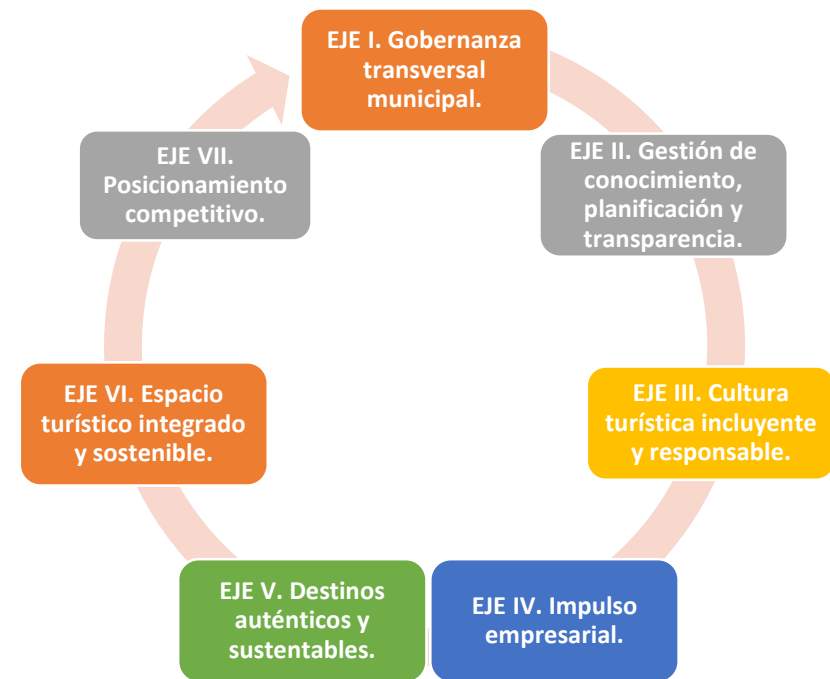 EJE I. Gobernanza
transversal
municipal.
EJE II. Gestión de
conocimiento,
planificación y
transparencia.
EJE III. Cultura
turística incluyente
y responsable.
EJE IV. Impulso
empresarial.
EJE V. Destinos
auténticos y
sustentables.
EJE VI. Espacio
turístico integrado
y sostenible.
EJE VII.
Posicionamiento
competitivo.